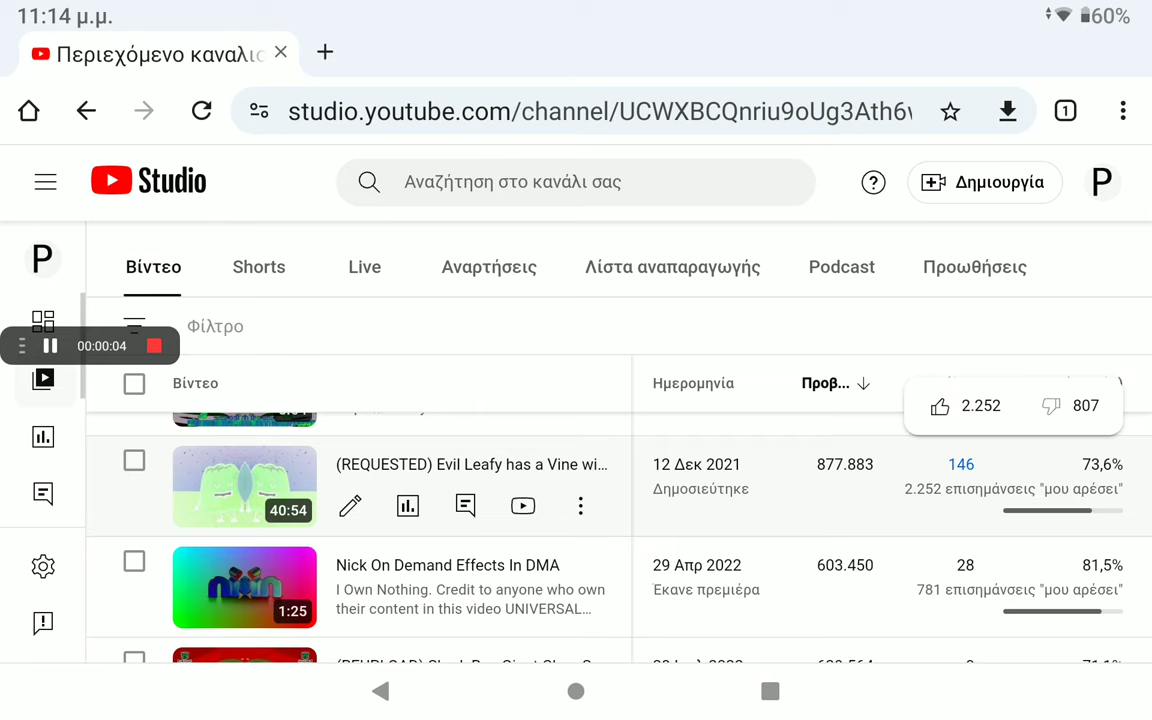 11:14 μ.μ.
60%
Περιεχόμενο καναλιο
studio.youtube.com/channel/UCWXBCQnriu9oUg3Ath6
1
Studio
Αναζήτηση στο κανάλι σας
Δημιουργία
P
P
Βίντεο
Shorts
Live
Αναρτήσεις
Λίστα αναπαραγωγής
Podcast
Προωθήσεις
Φίλτρο
00:00:04
Βίντεο
Ημερομηνία
Προβ...
2.252
807
40:54
(REQUESTED) Evil Leafy has a Vine wi...
12 Δεκ 2021
Δημοσιεύτηκε
877.883
146
73,6%
2.252 επισημάνσεις "μου αρέσει"
1:25
Nick On Demand Effects In DMA
I Own Nothing. Credit to anyone who own
their content in this video UNIVERSAL...
29 Απρ 2022
Έκανε πρεμιέρα
603.450
28
81,5%
781 επισημάνσεις "μου αρέσει"